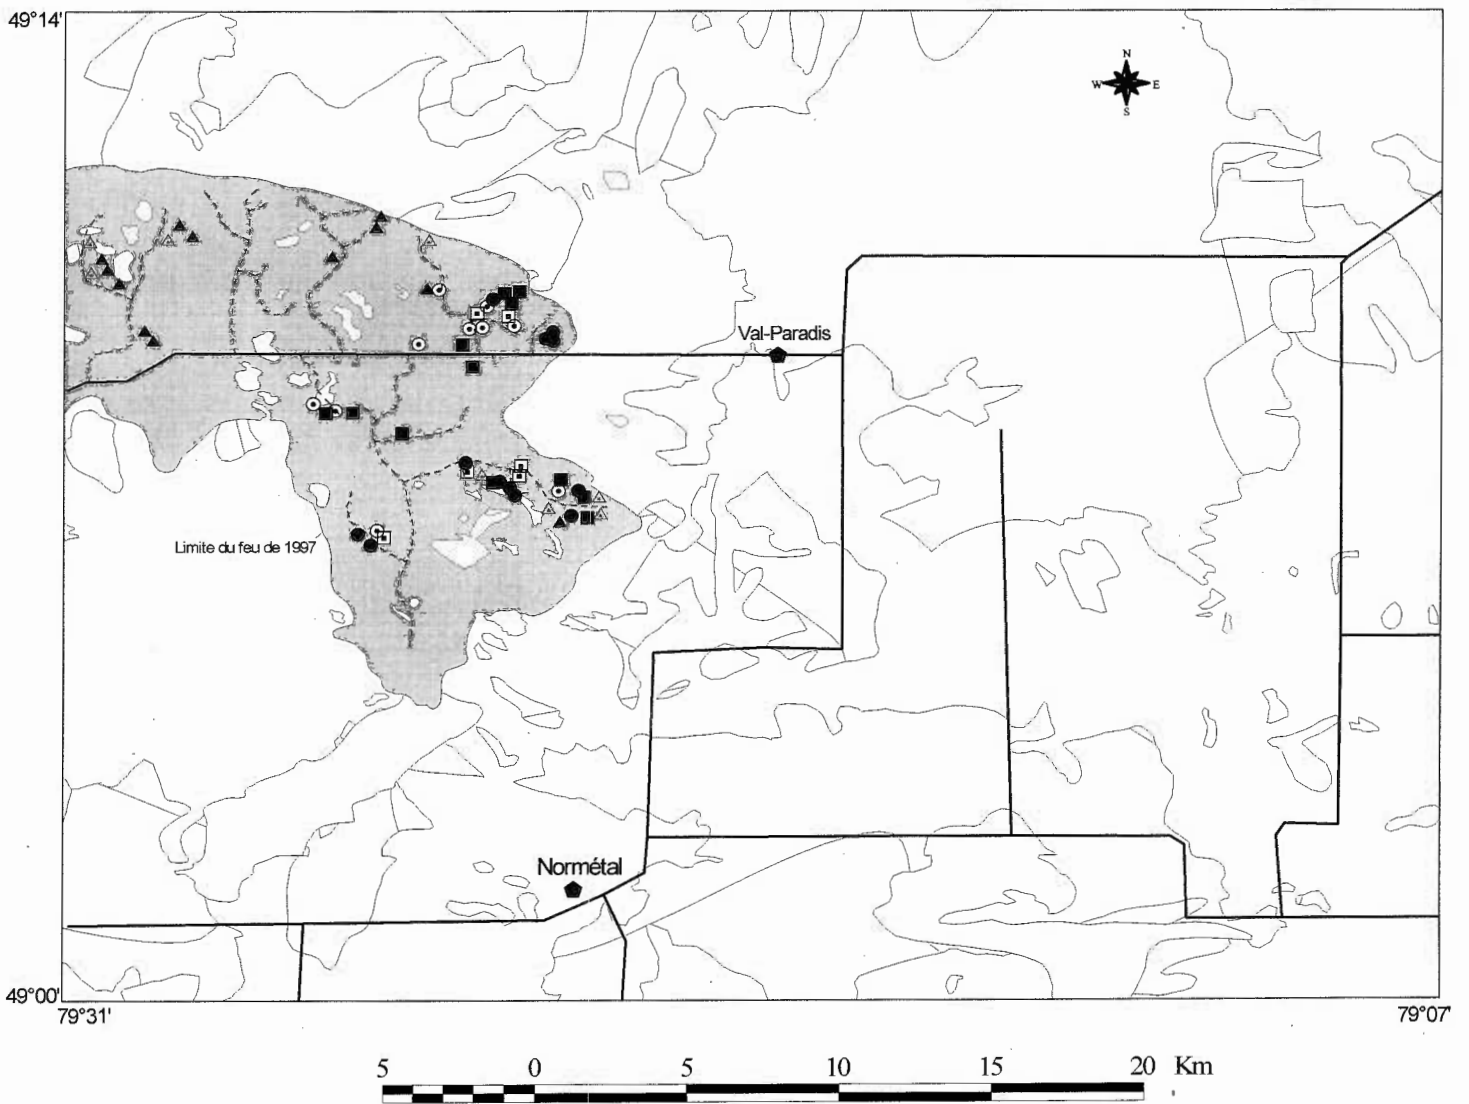 49°14'
N
W E
S
Val-Paradis
Limite du feu de 1997
Normétal
49°00'
79°31'
79°07'
5 0 5 10 15 20 Km